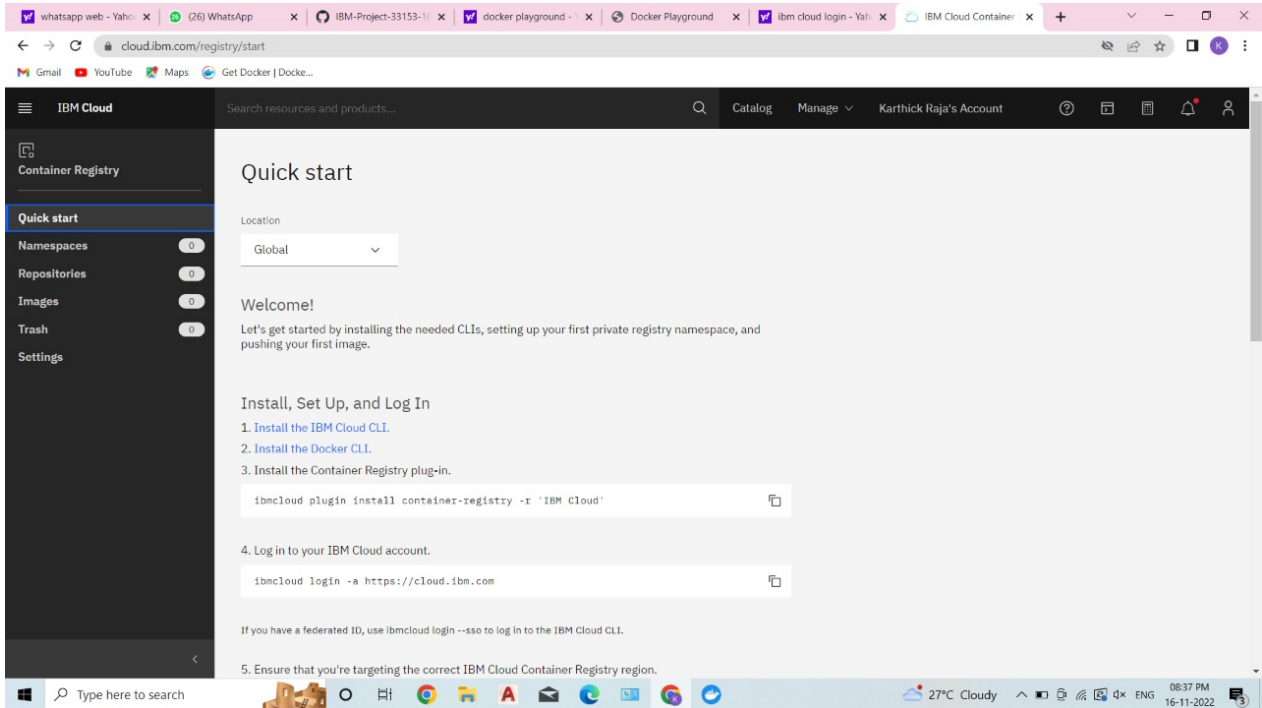 whatsapp web - Yaho
(26) WhatsApp
IBM-Project-33153-16
docker playground - Y
Docker Playground
ibm cloud login - Yah
IBM Cloud Container
cloud.ibm.com/registry/start
K
Gmail
YouTube
Maps
Get Docker | Docke...
IBM Cloud
Search resources and products...
Catalog
Manage
Karthick Raja's Account
Container Registry
Quick start
Namespaces 0
Repositories 0
Images 0
Trash 0
Settings
Quick start
Location
Global
Welcome!
Let's get started by installing the needed CLIs, setting up your first private registry namespace, and
pushing your first image.
Install, Set Up, and Log In
1. Install the IBM Cloud CLI.
2. Install the Docker CLI.
3. Install the Container Registry plug-in.
ibmcloud plugin install container-registry -r 'IBM Cloud'
4. Log in to your IBM Cloud account.
ibmcloud login -a https://cloud.ibm.com
If you have a federated ID, use ibmcloud login --sso to log in to the IBM Cloud CLI.
5. Ensure that you're targeting the correct IBM Cloud Container Registry region.
Type here to search
27°C Cloudy
ENG
08:37 PM
16-11-2022
3